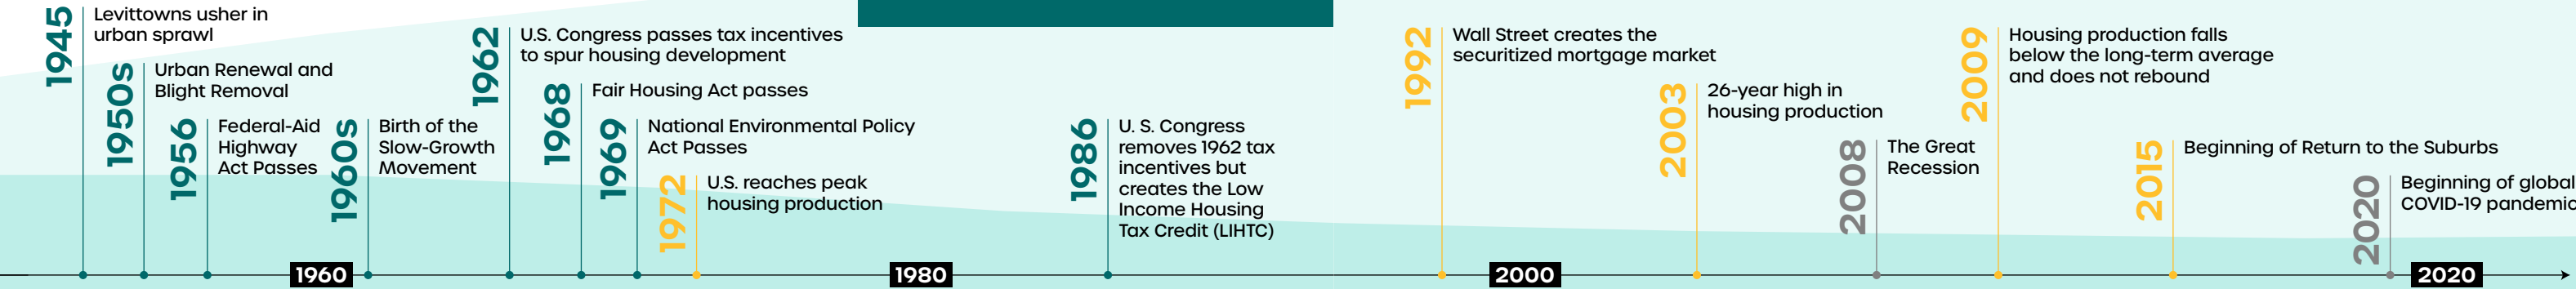 1945
Levittowns usher in
urban sprawl
1950s
Urban Renewal and
Blight Removal
1956
Federal-Aid
Highway
Act Passes
1960s
Birth of the
Slow-Growth
Movement
1962
U.S. Congress passes tax incentives
to spur housing development
1968
Fair Housing Act passes
1969
National Environmental Policy
Act Passes
1972
U.S. reaches peak
housing production
1986
U. S. Congress
removes 1962 tax
incentives but
creates the Low
Income Housing
Tax Credit (LIHTC)
1992
Wall Street creates the
securitized mortgage market
2003
26-year high in
housing production
2008
The Great
Recession
2009
Housing production falls
below the long-term average
and does not rebound
2015
Beginning of Return to the Suburbs
2020
Beginning of global
COVID-19 pandemic
1960
1980
2000
2020